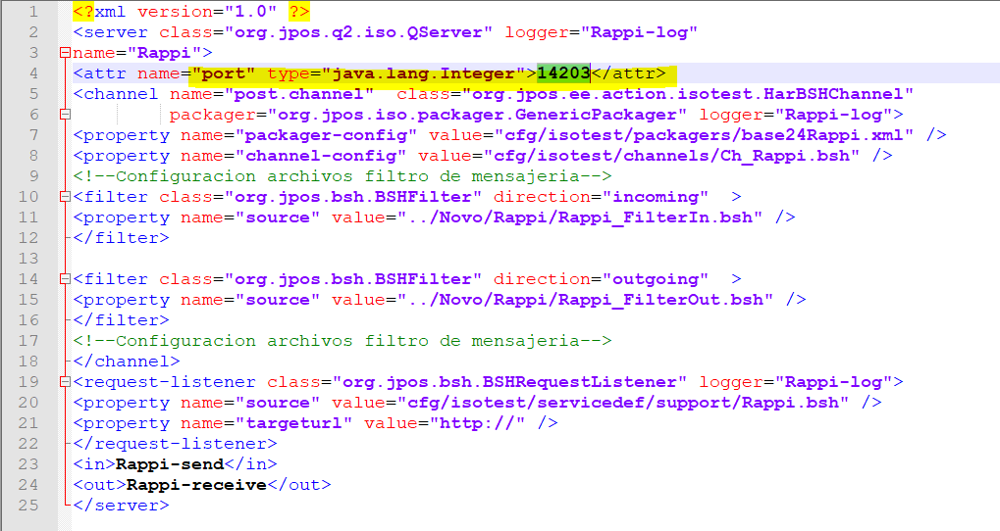 1 <?xml version="1.0" ?>
2 <server class="org.jpos.q2.iso.QServer" logger="Rappi-log"
3 name="Rappi">
4 <attr name="port" type="java.lang.Integer">14203</attr>
5 <channel name="post.channel"  class="org.jpos.ee.action.isotest.HarBSHChannel"
6          packager="org.jpos.iso.packager.GenericPackager" logger="Rappi-log">
7 <property name="packager-config" value="cfg/isotest/packagers/base24Rappi.xml" />
8 <property name="channel-config" value="cfg/isotest/channels/Ch_Rappi.bsh" />
9 <!--Configuracion archivos filtro de mensajeria-->
10 <filter class="org.jpos.bsh.BSHFilter" direction="incoming"  >
11 <property name="source" value="../Novo/Rappi/Rappi_FilterIn.bsh" />
12 </filter>
13
14 <filter class="org.jpos.bsh.BSHFilter" direction="outgoing"  >
15 <property name="source" value="../Novo/Rappi/Rappi_FilterOut.bsh" />
16 </filter>
17 <!--Configuracion archivos filtro de mensajeria-->
18 </channel>
19 <request-listener class="org.jpos.bsh.BSHRequestListener" logger="Rappi-log">
20 <property name="source" value="cfg/isotest/servicedef/support/Rappi.bsh" />
21 <property name="targeturl" value="http://" />
22 </request-listener>
23 <in>Rappi-send</in>
24 <out>Rappi-receive</out>
25 </server>